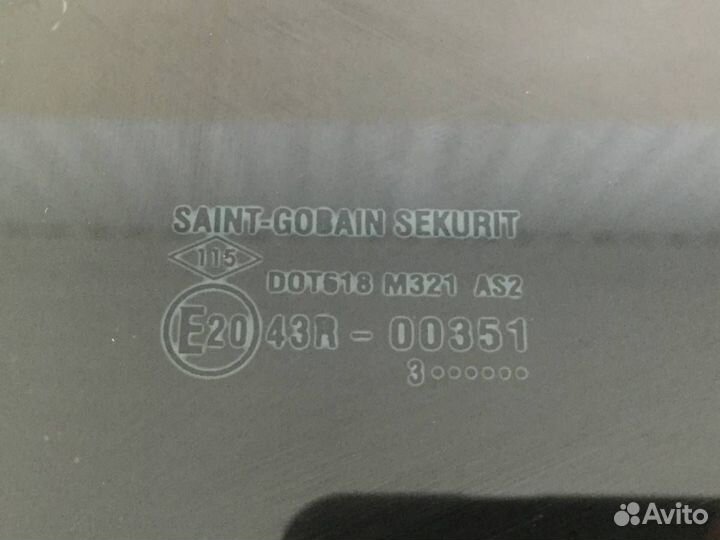 SAINT-GOBAIN SEKURIT
115
DOT618 M321 AS2
E20 43R - 00351
3◦◦◦◦◦◦
Avito